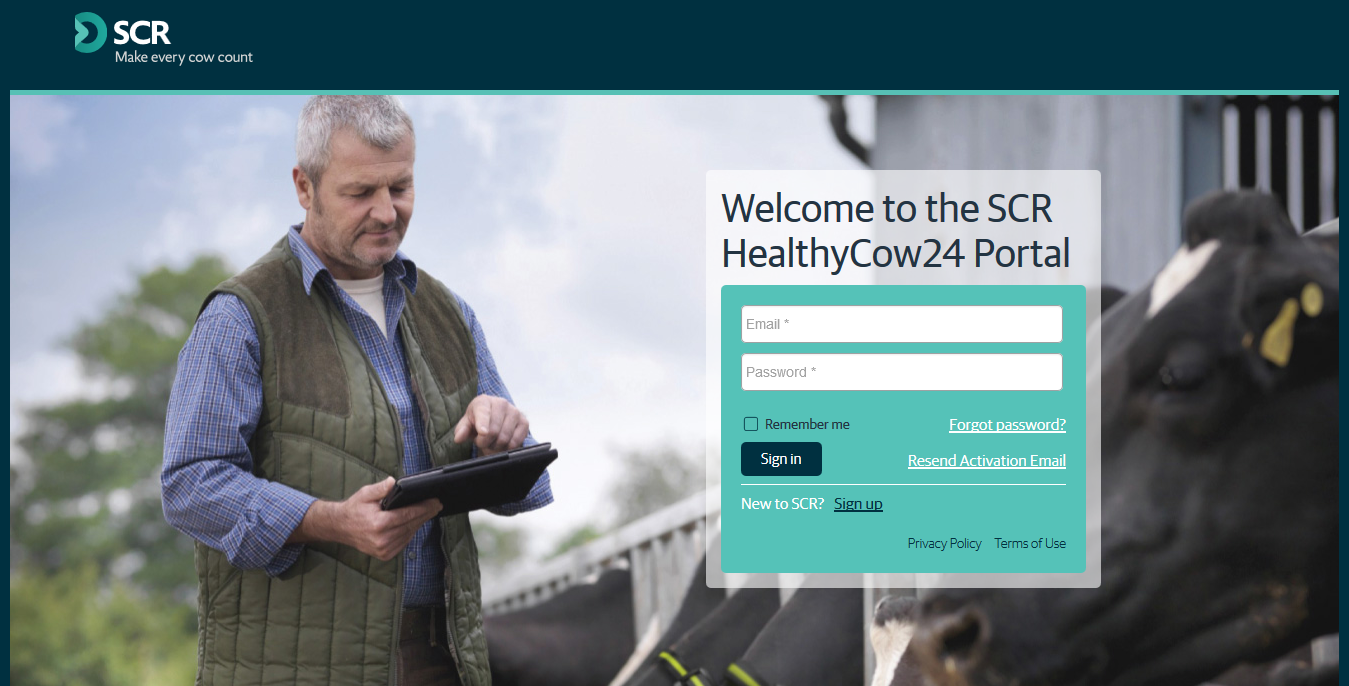 SCR
Make every cow count
Welcome to the SCR
HealthyCow24 Portal
Email *
Password *
Remember me
Forgot password?
Sign in
Resend Activation Email
New to SCR? Sign up
Privacy Policy Terms of Use